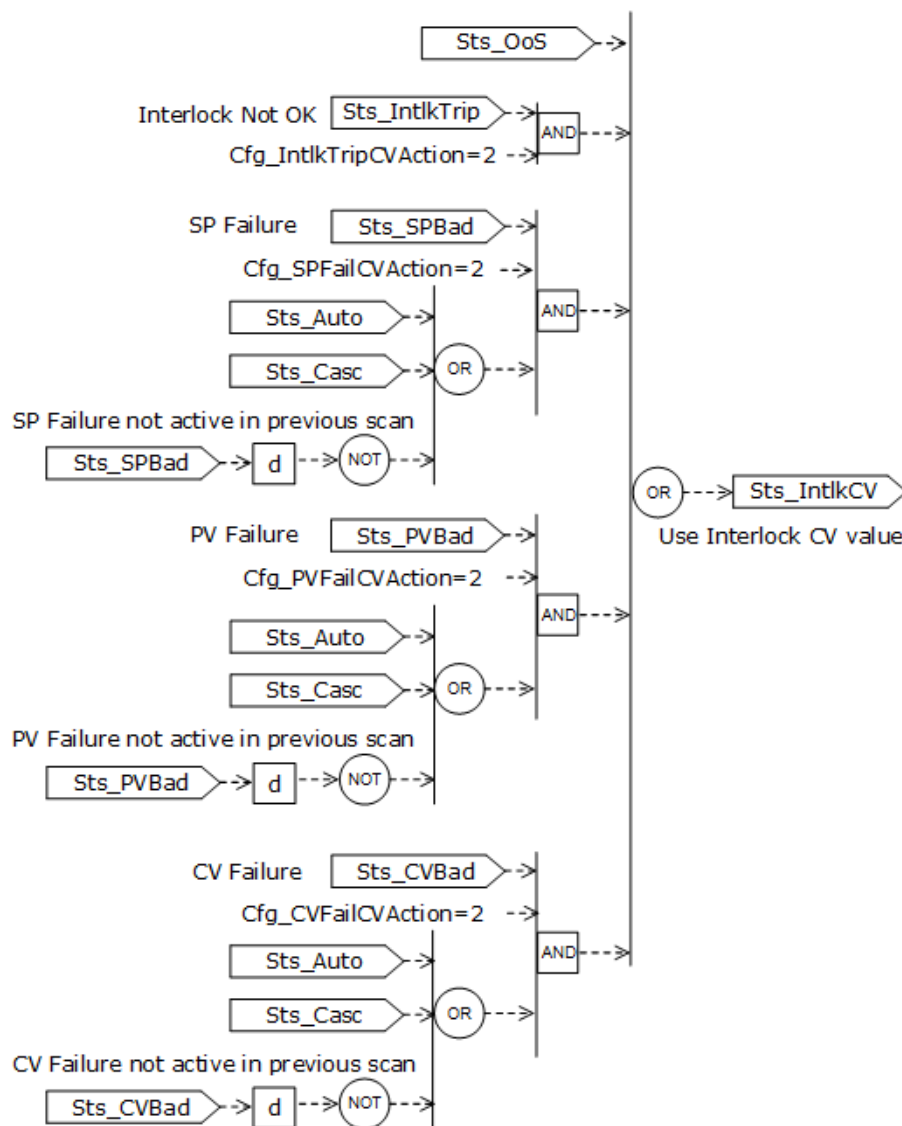 Sts_OoS
Interlock Not OK Sts_IntlkTrip
AND
Cfg_IntlkTripCVAction=2
SP Failure Sts_SPBad
Cfg_SPFailCVAction=2
AND
Sts_Auto
Sts_Casc OR
SP Failure not active in previous scan
Sts_SPBad d NOT
OR Sts_IntlkCV
Use Interlock CV value
PV Failure Sts_PVBad
Cfg_PVFailCVAction=2
AND
Sts_Auto
Sts_Casc OR
PV Failure not active in previous scan
Sts_PVBad d NOT
CV Failure Sts_CVBad
Cfg_CVFailCVAction=2
AND
Sts_Auto
Sts_Casc OR
CV Failure not active in previous scan
Sts_CVBad d NOT